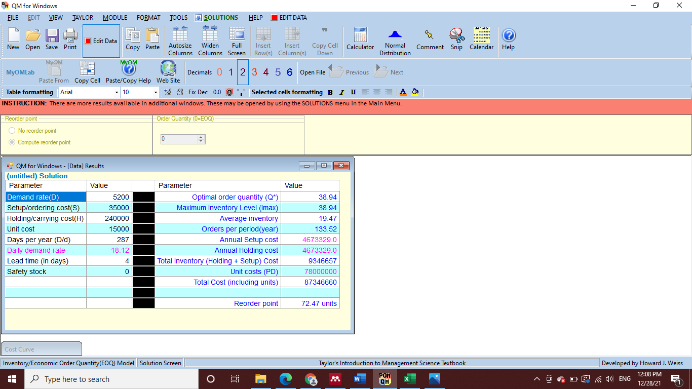 QM for Windows
FILE EDIT VIEW TAYLOR MODULE FORMAT TOOLS SOLUTIONS HELP EDIT DATA
New Open Save Print Edit Data Copy Paste Autosize Columns Widen Columns Full Screen Insert Row(s) Insert Column(s) Copy Cell Down Calculator Normal Distribution Comment Snip Calendar Help
MyOMLab Paste From Copy Cell Paste/Copy Help Web Site Decimals 0 1 2 3 4 5 6 Open File Previous Next
Table formatting Arial 10 Fix Dec 0.0 Selected cells formatting B I U
INSTRUCTION: There are more results available in additional windows. These may be opened by using the SOLUTIONS menu in the Main Menu.
Reorder point Order Quantity (0=EOQ)
No reorder point
Compute reorder point 0
QM for Windows - [Data] Results
(untitled) Solution
Parameter Value Parameter Value
Demand rate(D) 5200 Optimal order quantity (Q*) 38.94
Setup/ordering cost(S) 35000 Maximum Inventory Level (Imax) 38.94
Holding/carrying cost(H) 240000 Average inventory 19.47
Unit cost 15000 Orders per period(year) 133.52
Days per year (D/d) 287 Annual Setup cost 4673329.0
Daily demand rate 18.12 Annual Holding cost 4673329.0
Lead time (in days) 4 Total Inventory (Holding + Setup) Cost 9346657
Safety stock 0 Unit costs (PD) 78000000
Total Cost (including units) 87346660
Reorder point 72.47 units
Cost Curve
Inventory/Economic Order Quantity(EOQ) Model Solution Screen Taylor's Introduction to Management Science Textbook Developed by Howard J. Weiss
Type here to search ENG 12:00 PM
12/28/21